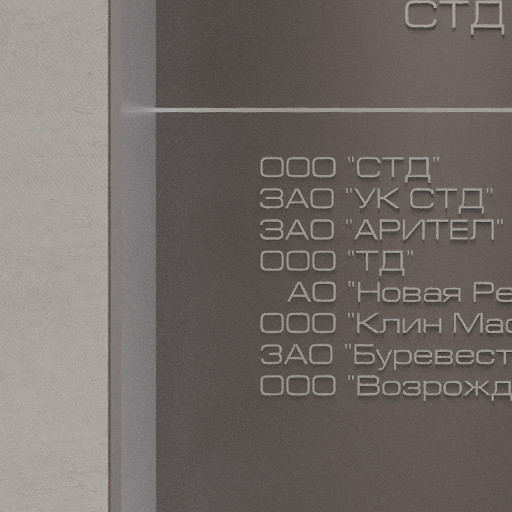 СТД
ООО "СТД"
ЗАО "УК СТД"
ЗАО "АРИТЕЛ"
ООО "ТД"
АО "Новая Ре
ООО "Клин Мас
ЗАО "Буревест
ООО "Возрожд